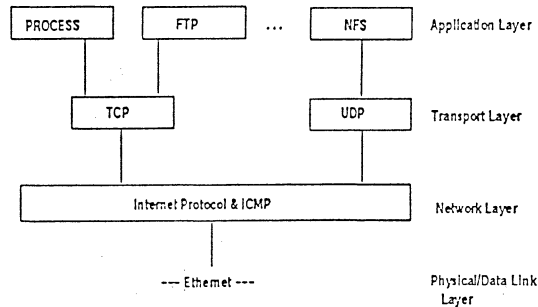 PROCESS FTP ... NFS Application Layer
TCP UDP Transport Layer
Internet Protocol & ICMP Network Layer
--- Ethernet --- Physical/Data Link
Layer